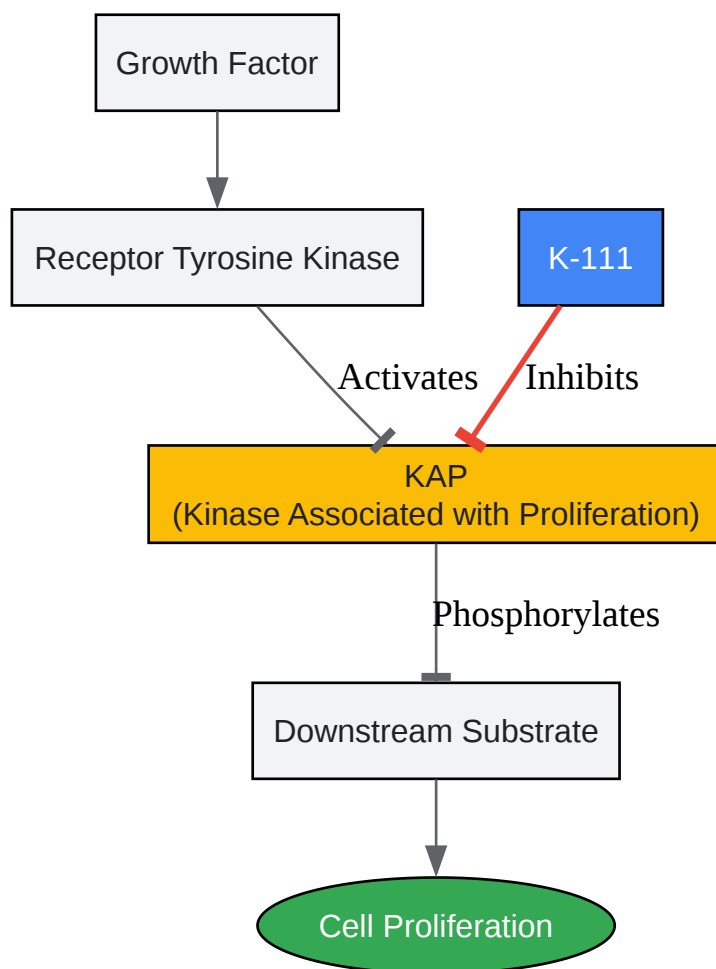 Growth Factor
Receptor Tyrosine Kinase
K-111
Activates
Inhibits
KAP
(Kinase Associated with Proliferation)
Phosphorylates
Downstream Substrate
Cell Proliferation